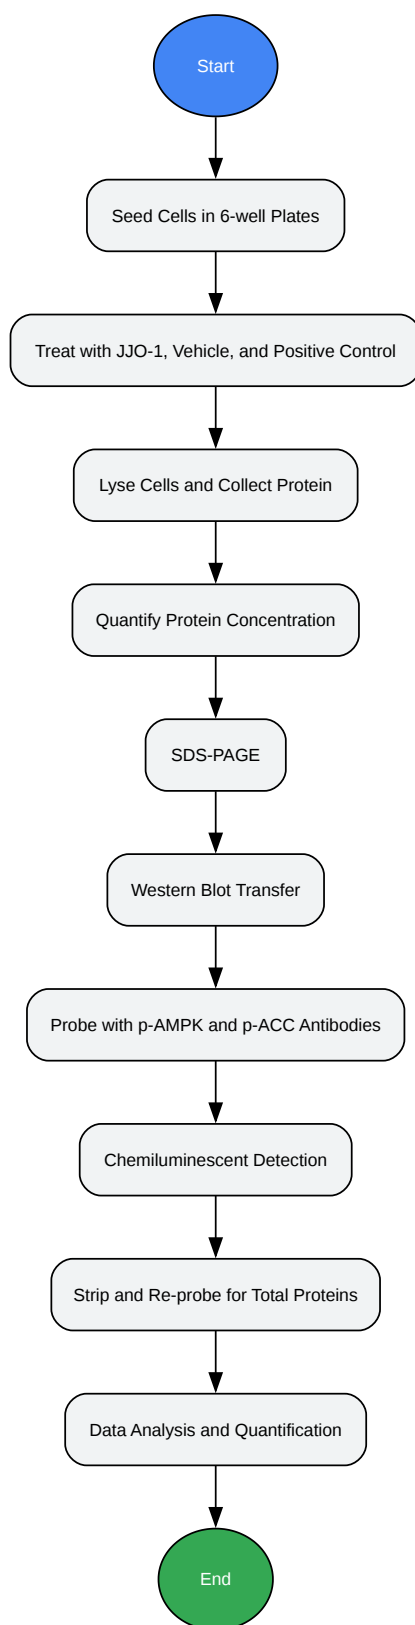 Start
Seed Cells in 6-well Plates
Treat with JJO-1, Vehicle, and Positive Control
Lyse Cells and Collect Protein
Quantify Protein Concentration
SDS-PAGE
Western Blot Transfer
Probe with p-AMPK and p-ACC Antibodies
Chemiluminescent Detection
Strip and Re-probe for Total Proteins
Data Analysis and Quantification
End